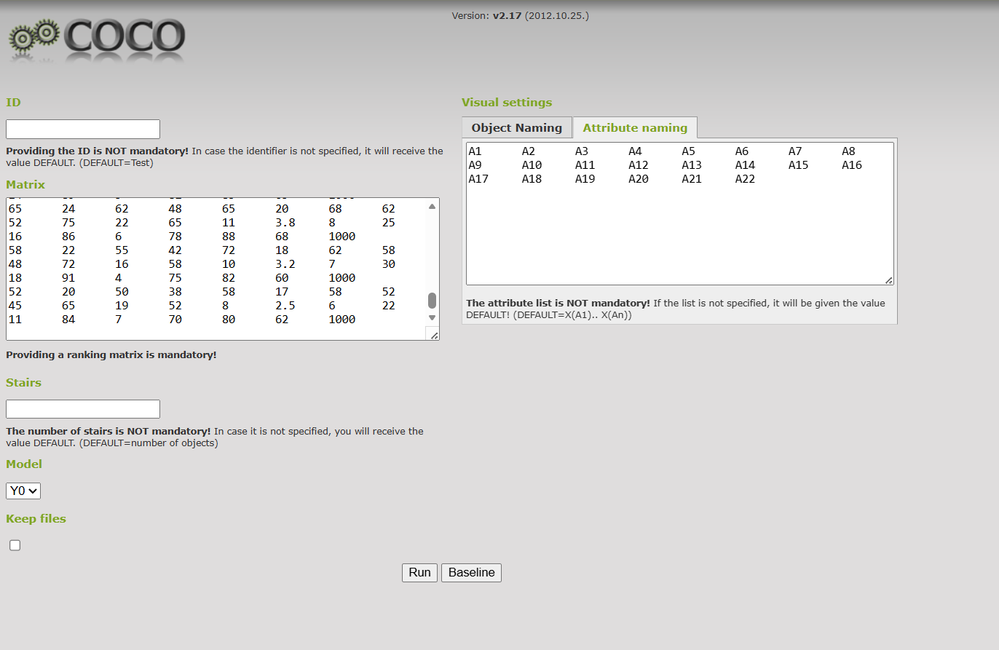 COCO
Version: v2.17 (2012.10.25.)
ID
Providing the ID is NOT mandatory! In case the identifier is not specified, it will receive the
value DEFAULT. (DEFAULT=Test)
Matrix
65 24 62 48 65 20 68 62
52 75 22 65 11 3.8 8 25
16 86 6 78 88 68 1000
58 22 55 42 72 18 62 58
48 72 16 58 10 3.2 7 30
18 91 4 75 82 60 1000
52 20 50 38 58 17 58 52
45 65 19 52 8 2.5 6 22
11 84 7 70 80 62 1000
Providing a ranking matrix is mandatory!
Stairs
The number of stairs is NOT mandatory! In case it is not specified, you will receive the
value DEFAULT. (DEFAULT=number of objects)
Model
Y0
Keep files
Visual settings
Object Naming Attribute naming
A1 A2 A3 A4 A5 A6 A7 A8
A9 A10 A11 A12 A13 A14 A15 A16
A17 A18 A19 A20 A21 A22
The attribute list is NOT mandatory! If the list is not specified, it will be given the value
DEFAULT! (DEFAULT=X(A1).. X(An))
Run Baseline